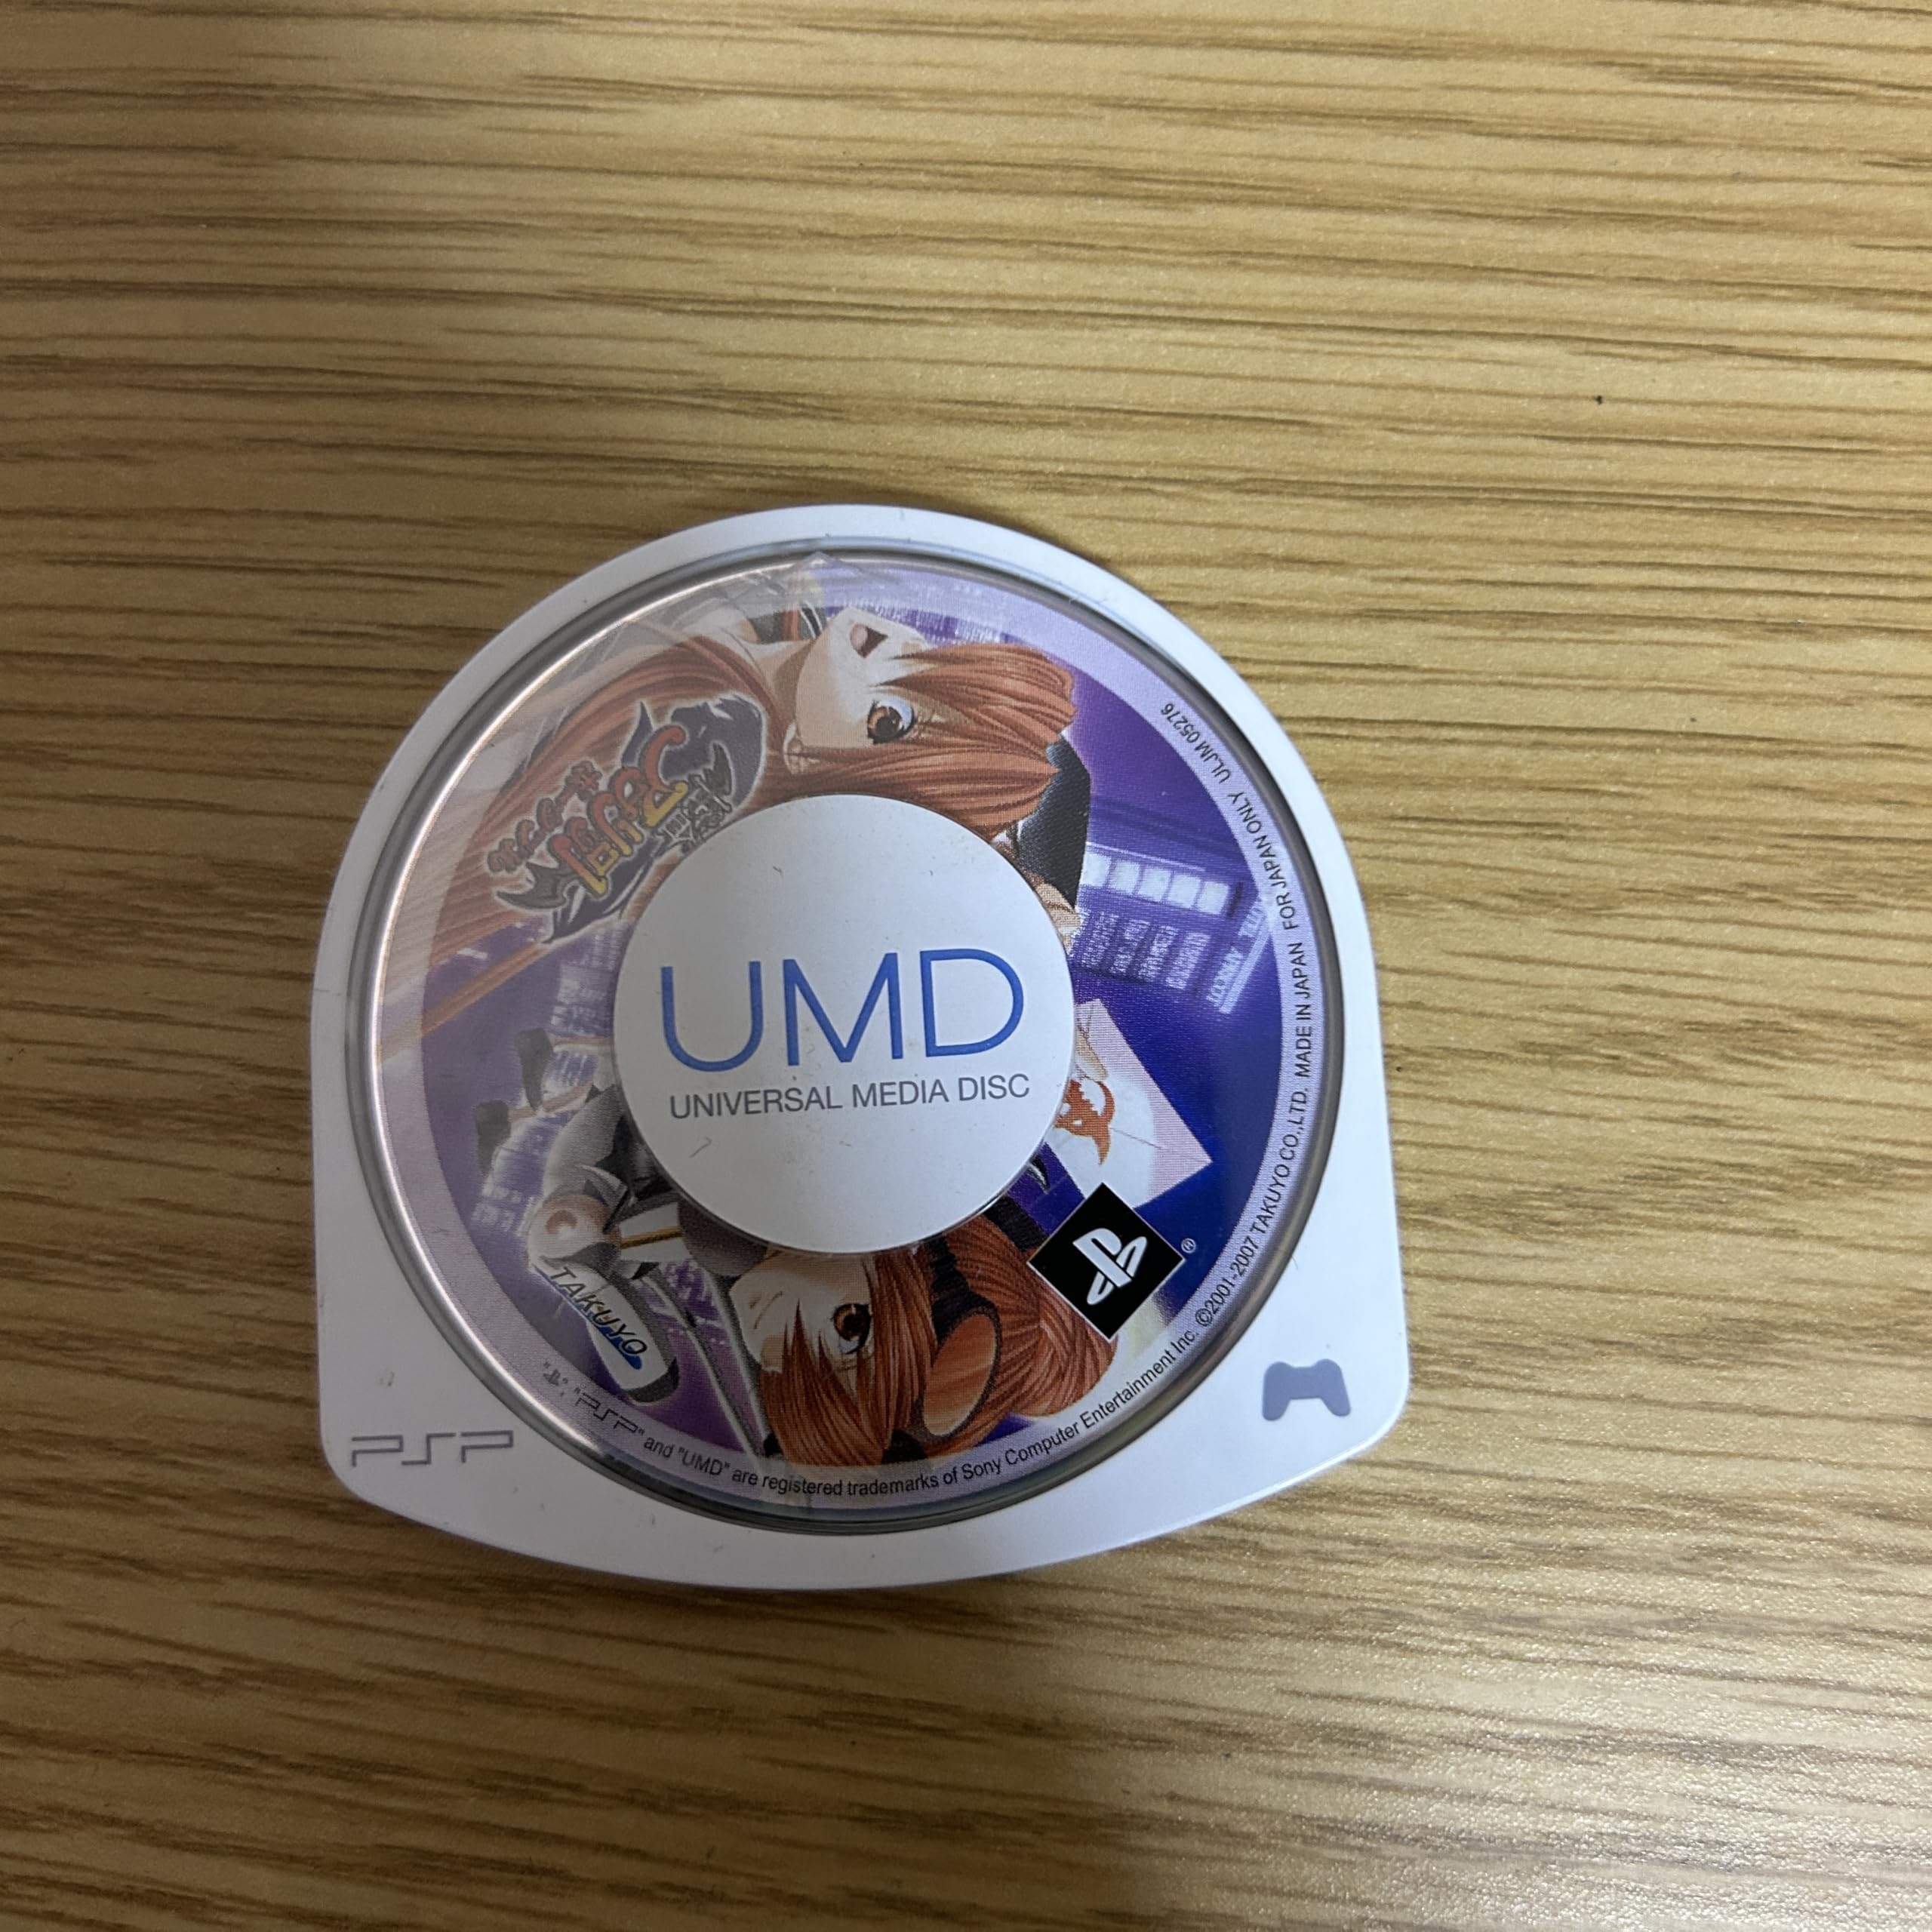 UMD
UNIVERSAL MEDIA DISC
TAKUYO
PSP
"PSP" and "UMD" are registered trademarks of Sony Computer Entertainment Inc. ©2001-2007 TAKUYO CO.,LTD. MADE IN JAPAN FOR JAPAN ONLY ULJM 05276
®